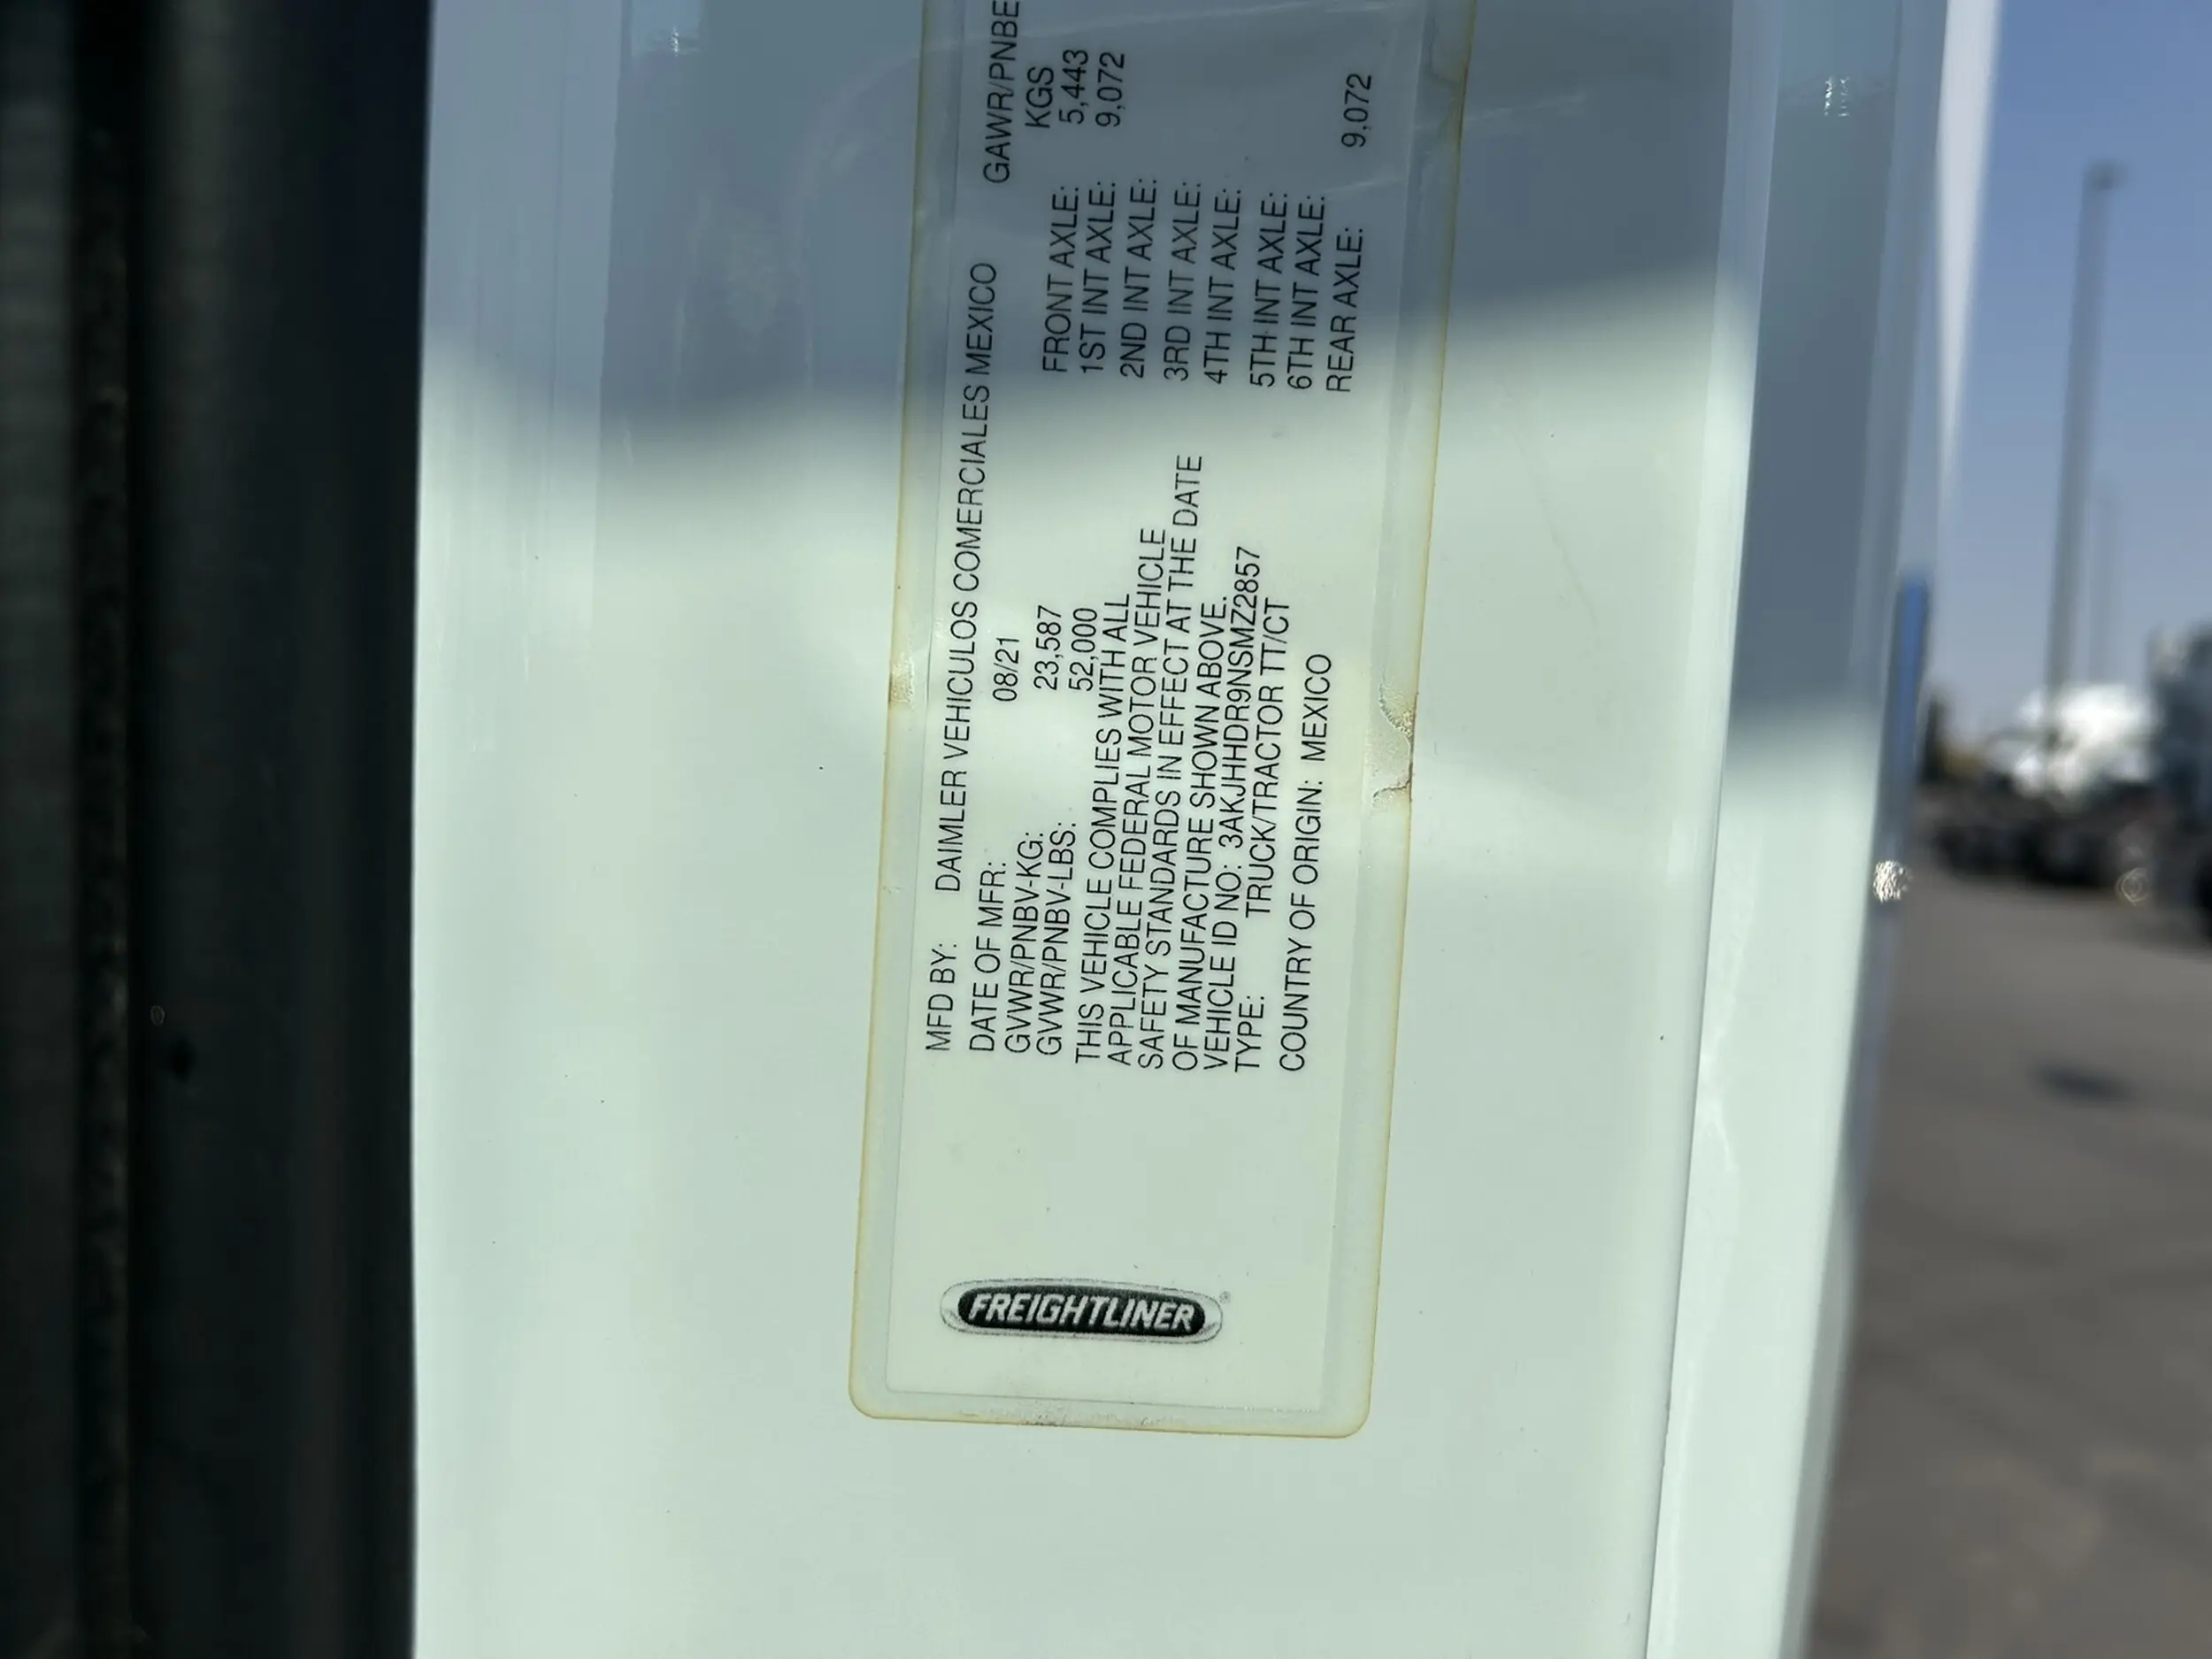 FREIGHTLINER®
MFD BY: DAIMLER VEHICULOS COMERCIALES MEXICO
DATE OF MFR: 08/21
GVWR/PNBV-KG: 23,587
GVWR/PNBV-LBS: 52,000
THIS VEHICLE COMPLIES WITH ALL
APPLICABLE FEDERAL MOTOR VEHICLE
SAFETY STANDARDS IN EFFECT AT THE DATE
OF MANUFACTURE SHOWN ABOVE.
VEHICLE ID NO: 3AKJHHDR9NSMZ2857
TYPE: TRUCK/TRACTOR TT/CT
COUNTRY OF ORIGIN: MEXICO
GAWR/PNBE
KGS
FRONT AXLE: 5,443
1ST INT AXLE: 9,072
2ND INT AXLE:
3RD INT AXLE:
4TH INT AXLE:
5TH INT AXLE:
6TH INT AXLE:
REAR AXLE: 9,072